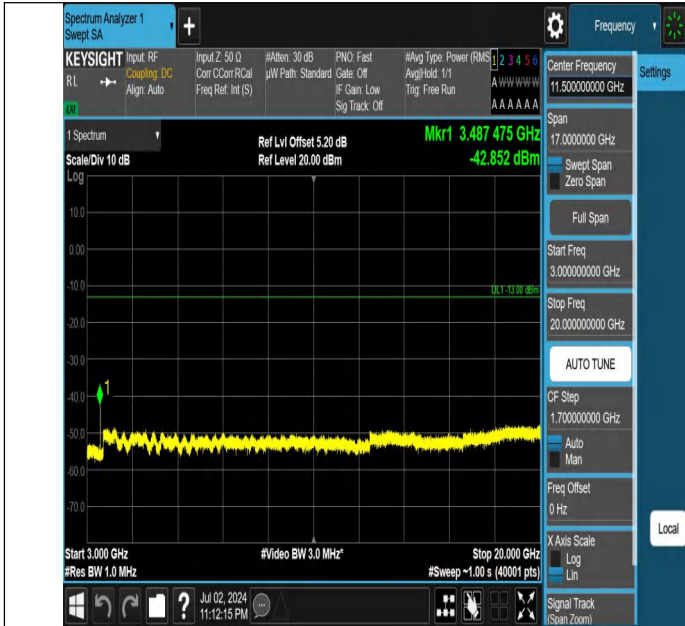 Spectrum Analyzer 1
Swept SA
+
Frequency
KEYSIGHT
RL
Input: RF
Coupling: DC
Align: Auto
Input Z: 50 Ω
Corr CCorr RCal
Freq Ref: Int (S)
#Atten: 30 dB
µW Path: Standard
PNO: Fast
Gate: Off
IF Gain: Low
Sig Track: Off
#Avg Type: Power (RMS
Avg|Hold: 1/1
Trig: Free Run
1 2 3 4 5 6
A W W W W W
A A A A A A
1 Spectrum
Scale/Div 10 dB
Ref Lvl Offset 5.20 dB
Ref Level 20.00 dBm
Mkr1 3.487 475 GHz
-42.852 dBm
Log
10.0
0.00
-10.0
-20.0
-30.0
-40.0
-50.0
-60.0
-70.0
DL1 -13.00 dBm
1
Start 3.000 GHz
#Res BW 1.0 MHz
#Video BW 3.0 MHz*
Stop 20.000 GHz
#Sweep ~1.00 s (40001 pts)
?
Jul 02, 2024
11:12:15 PM
Center Frequency
11.500000000 GHz
Span
17.0000000 GHz
Swept Span
Zero Span
Full Span
Start Freq
3.000000000 GHz
Stop Freq
20.000000000 GHz
AUTO TUNE
CF Step
1.700000000 GHz
Auto
Man
Freq Offset
0 Hz
X Axis Scale
Log
Lin
Signal Track
(Span Zoom)
Settings
Local